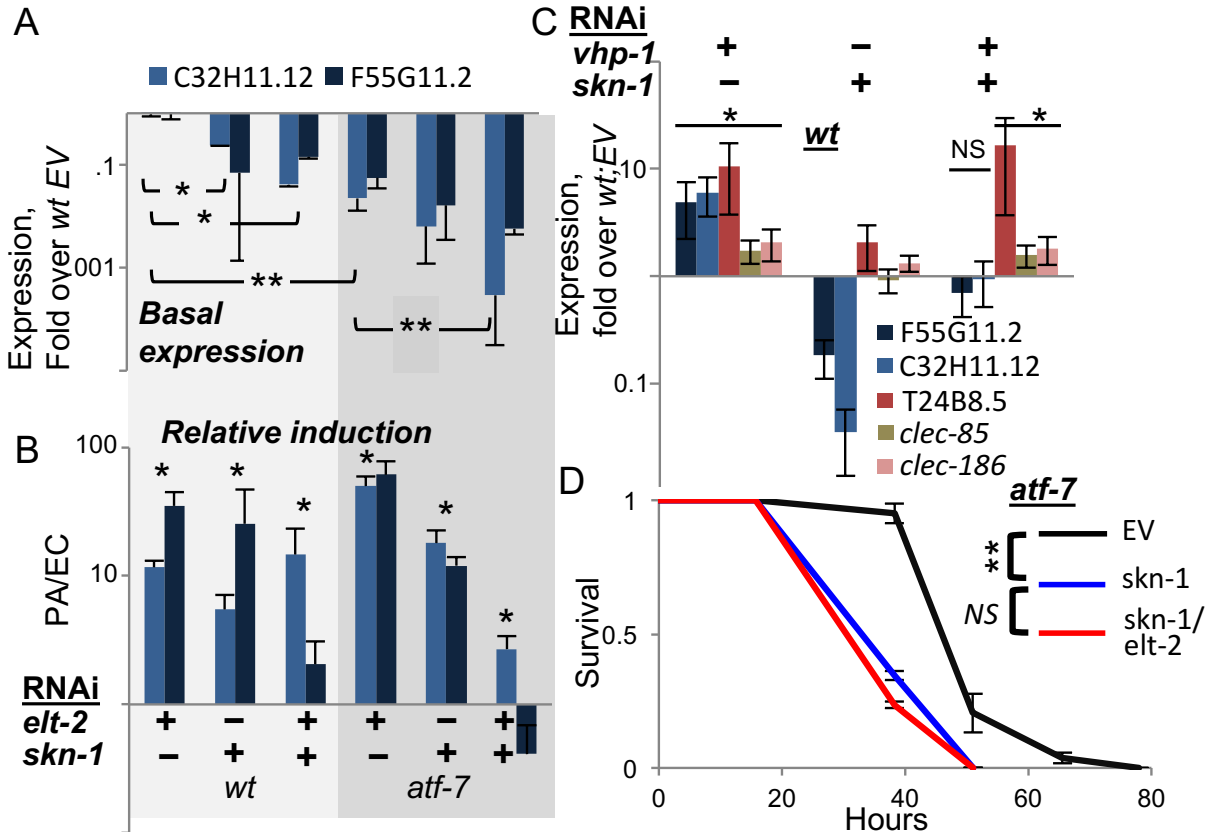 A
C32H11.12 F55G11.2
.1
*
*
001
**
**
Expression,
Fold over wt EV
Basal
expression
B
Relative induction
100
10
PA/EC
* * * * * *
RNAi
elt-2 + – + + – +
skn-1 – + + – + +
wt atf-7
C
RNAi
vhp-1 + – +
skn-1 – + +
* wt NS *
10
0.1
Expression,
fold over wt;EV
F55G11.2
C32H11.12
T24B8.5
clec-85
clec-186
D
atf-7
EV
**
skn-1
NS
skn-1/
elt-2
1
0.5
0
Survival
0 20 40 60 80
Hours